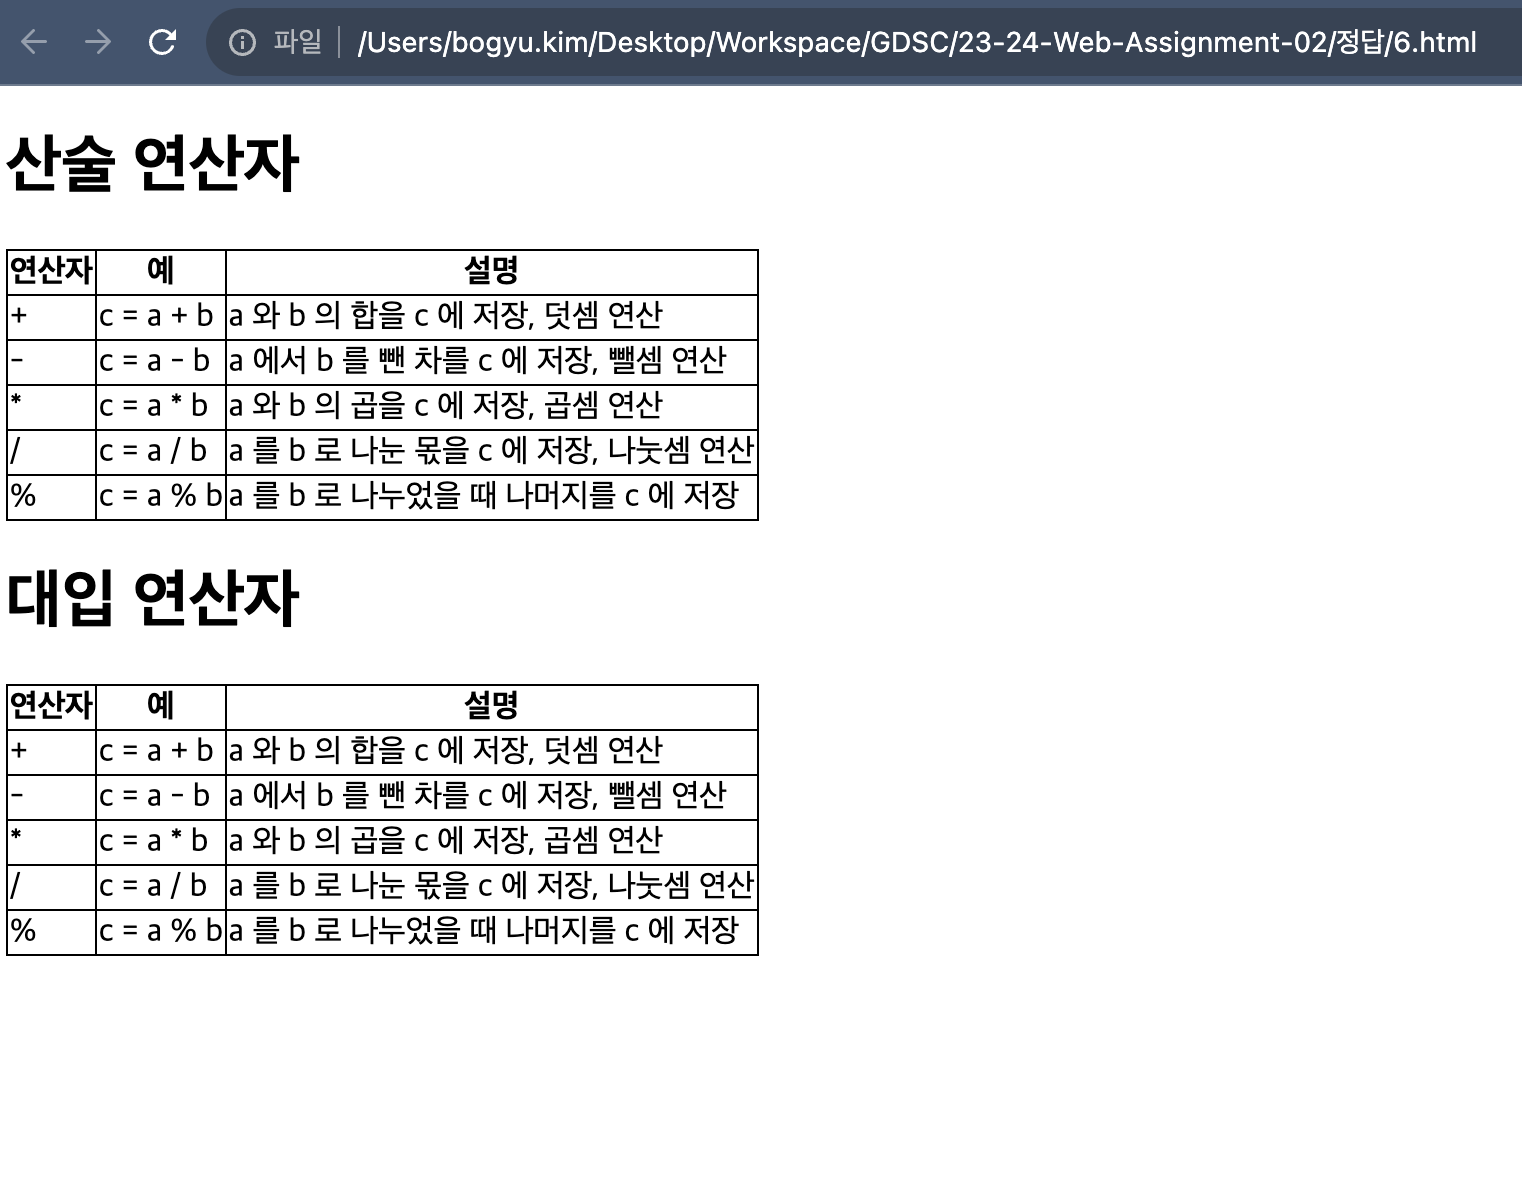 파일 /Users/bogyu.kim/Desktop/Workspace/GDSC/23-24-Web-Assignment-02/정답/6.html
산술 연산자
연산자 예 설명
+ c = a + b a 와 b 의 합을 c 에 저장, 덧셈 연산
- c = a - b a 에서 b 를 뺀 차를 c 에 저장, 뺄셈 연산
* c = a * b a 와 b 의 곱을 c 에 저장, 곱셈 연산
/ c = a / b a 를 b 로 나눈 몫을 c 에 저장, 나눗셈 연산
% c = a % b a 를 b 로 나누었을 때 나머지를 c 에 저장
대입 연산자
연산자 예 설명
+ c = a + b a 와 b 의 합을 c 에 저장, 덧셈 연산
- c = a - b a 에서 b 를 뺀 차를 c 에 저장, 뺄셈 연산
* c = a * b a 와 b 의 곱을 c 에 저장, 곱셈 연산
/ c = a / b a 를 b 로 나눈 몫을 c 에 저장, 나눗셈 연산
% c = a % b a 를 b 로 나누었을 때 나머지를 c 에 저장